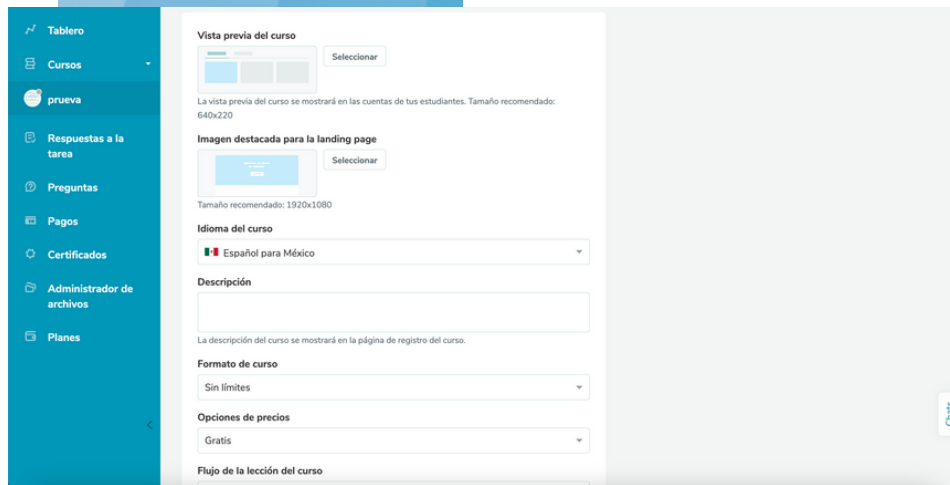 Tablero
Cursos
prueva
Respuestas a la
tarea
Preguntas
Pagos
Certificados
Administrador de
archivos
Planes
Vista previa del curso
Seleccionar
La vista previa del curso se mostrará en las cuentas de tus estudiantes. Tamaño recomendado:
640x220
Imagen destacada para la landing page
Seleccionar
Tamaño recomendado: 1920x1080
Idioma del curso
Español para México
Descripción
La descripción del curso se mostrará en la página de registro del curso.
Formato de curso
Sin límites
Opciones de precios
Gratis
Flujo de la lección del curso
Chats